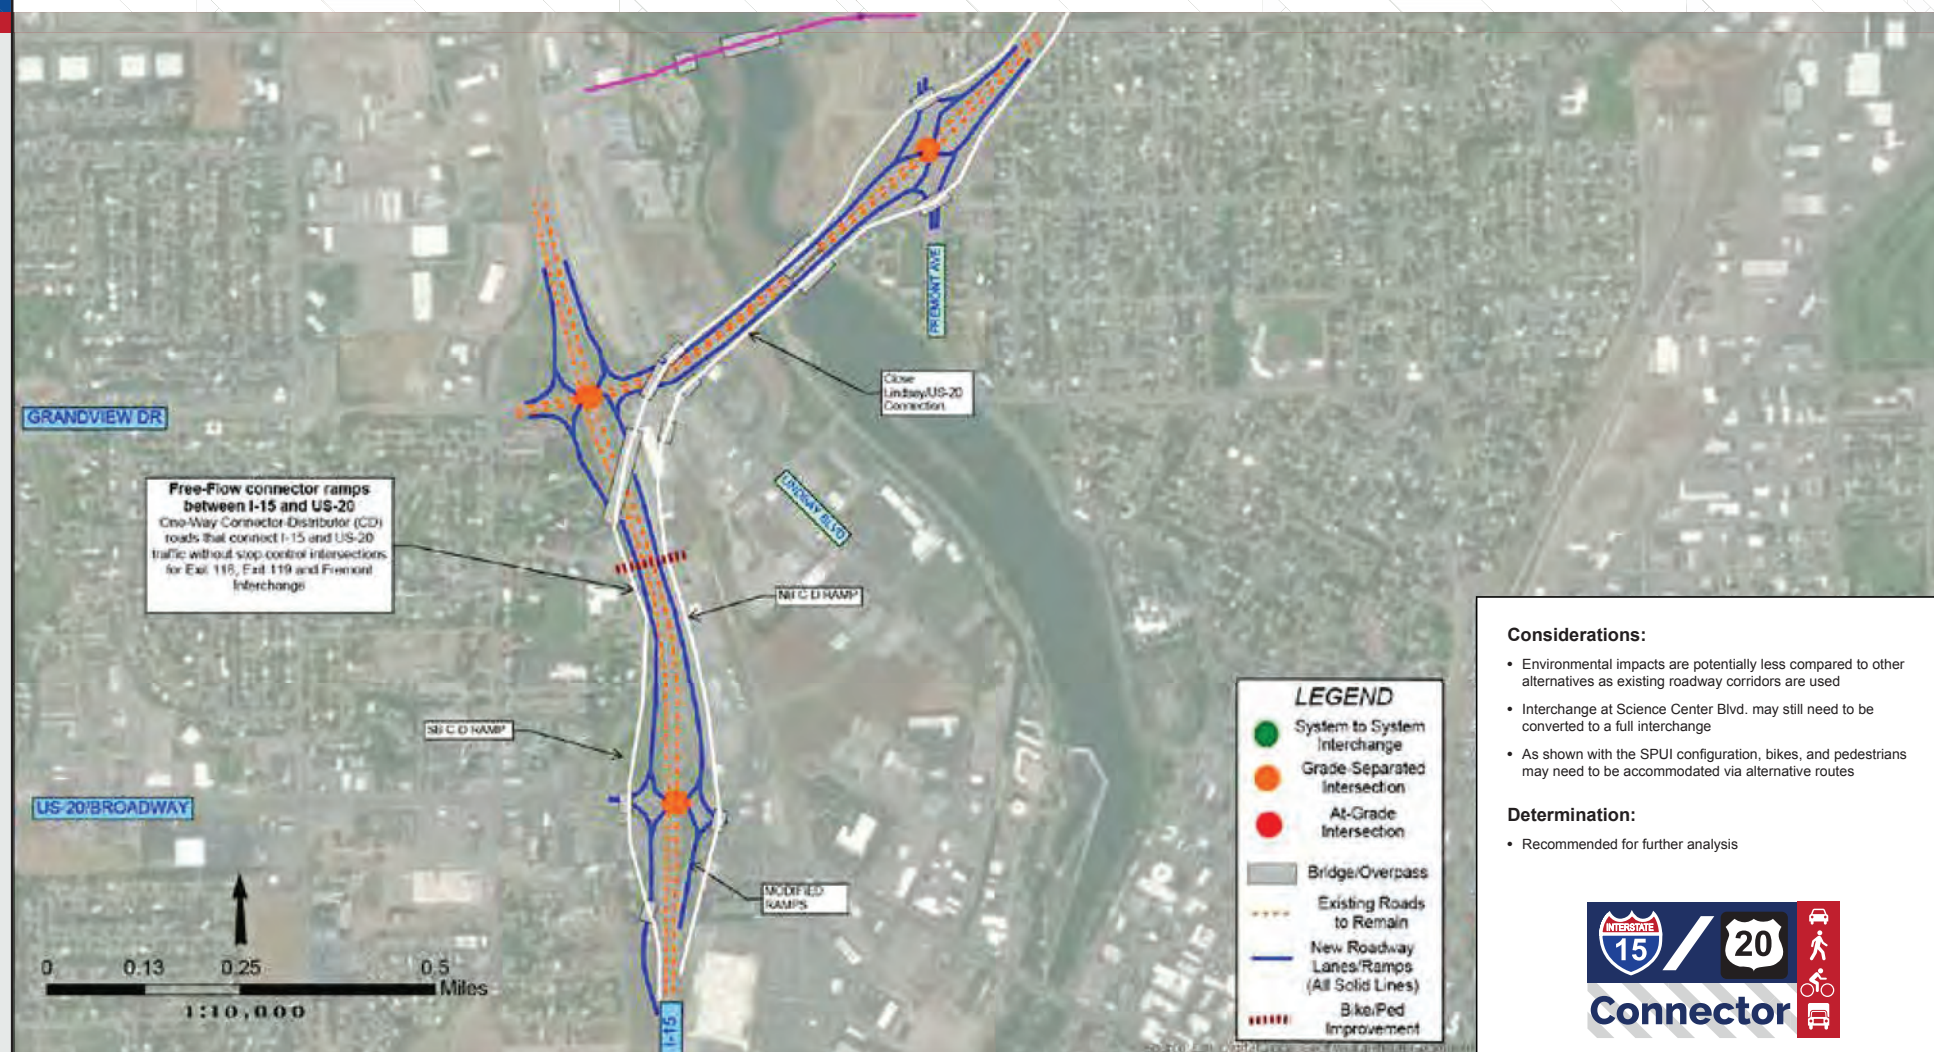 FREMONT AVE
Close
Lindsay/US-20
Connection
GRANDVIEW DR
LINDSAY BLVD
Free-Flow connector ramps
between I-15 and US-20
One-Way Connector-Distributor (CD)
roads that connect I-15 and US-20
traffic without stop control intersections
for Exit 118, Exit 119 and Fremont
Interchange
NB C-D RAMP
SB C-D RAMP
US-20/BROADWAY
MODIFIED
RAMPS
0 0.13 0.25 0.5
Miles
1:10,000
I-15
LEGEND
System to System
Interchange
Grade-Separated
Intersection
At-Grade
Intersection
Bridge/Overpass
Existing Roads
to Remain
New Roadway
Lanes/Ramps
(All Solid Lines)
Bike/Ped
Improvement
Considerations:
• Environmental impacts are potentially less compared to other
alternatives as existing roadway corridors are used
• Interchange at Science Center Blvd. may still need to be
converted to a full interchange
• As shown with the SPUI configuration, bikes, and pedestrians
may need to be accommodated via alternative routes
Determination:
• Recommended for further analysis
INTERSTATE
15
20
Connector